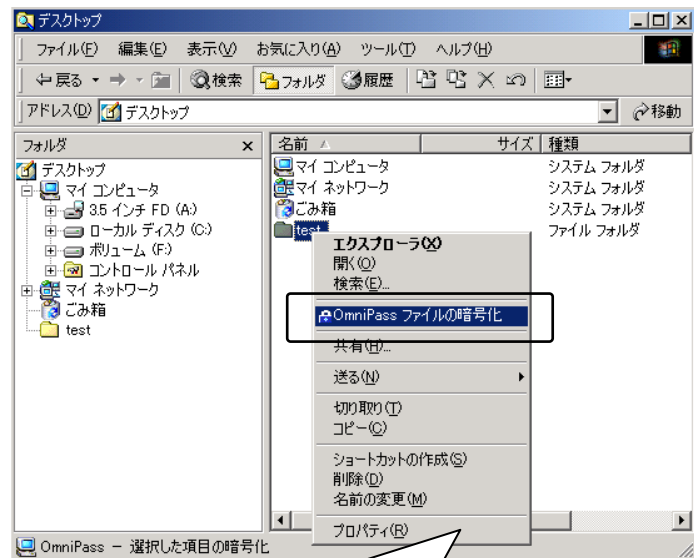 デスクトップ
ファイル(F) 編集(E) 表示(V) お気に入り(A) ツール(T) ヘルプ(H)
戻る 検索 フォルダ 履歴
アドレス(D) デスクトップ 移動
フォルダ
デスクトップ
マイ コンピュータ
3.5 インチ FD (A:)
ローカル ディスク (C:)
ボリューム (F:)
コントロール パネル
マイ ネットワーク
ごみ箱
test
名前 サイズ 種類
マイ コンピュータ システム フォルダ
マイ ネットワーク システム フォルダ
ごみ箱 システム フォルダ
test ファイル フォルダ
エクスプローラ(X)
開く(O)
検索(E)...
OmniPass ファイルの暗号化
共有(H)...
送る(N)
切り取り(T)
コピー(C)
ショートカットの作成(S)
削除(D)
名前の変更(M)
プロパティ(R)
OmniPass － 選択した項目の暗号化